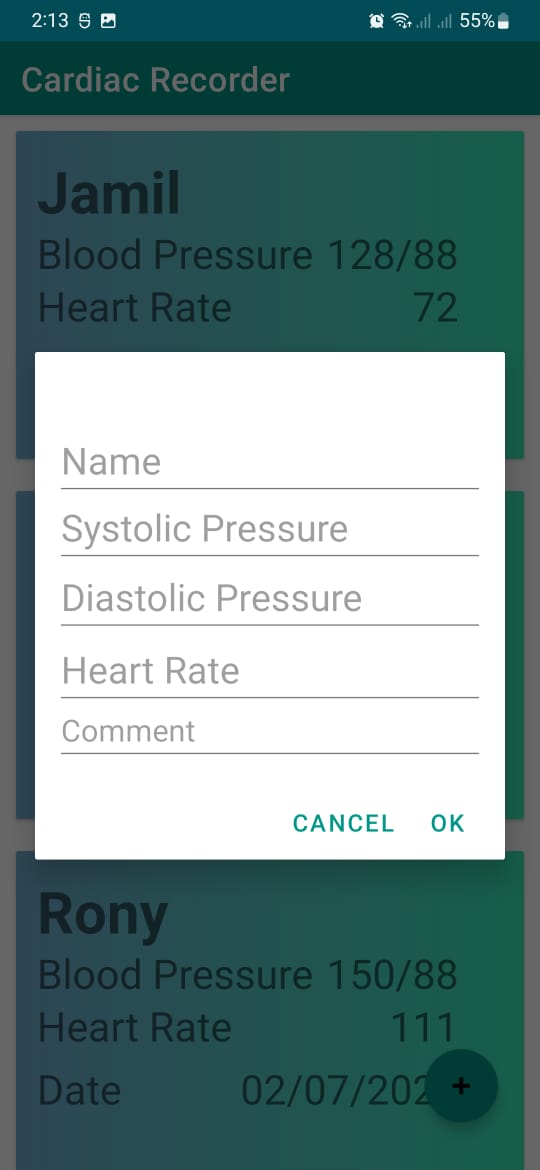 2:13 55%
Cardiac Recorder
Jamil
Blood Pressure 128/88
Heart Rate 72
Name
Systolic Pressure
Diastolic Pressure
Heart Rate
Comment
CANCEL OK
Rony
Blood Pressure 150/88
Heart Rate 111
Date 02/07/202
+